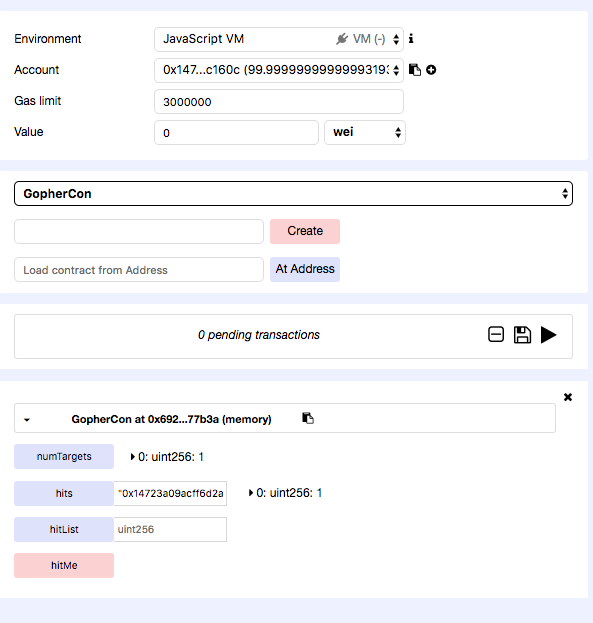 Environment JavaScript VM VM (-)
Account 0x147...c160c (99.99999999999993193
Gas limit 3000000
Value 0 wei
GopherCon
Create
Load contract from Address At Address
0 pending transactions
GopherCon at 0x692...77b3a (memory)
numTargets 0: uint256: 1
hits "0x14723a09acff6d2a 0: uint256: 1
hitList uint256
hitMe